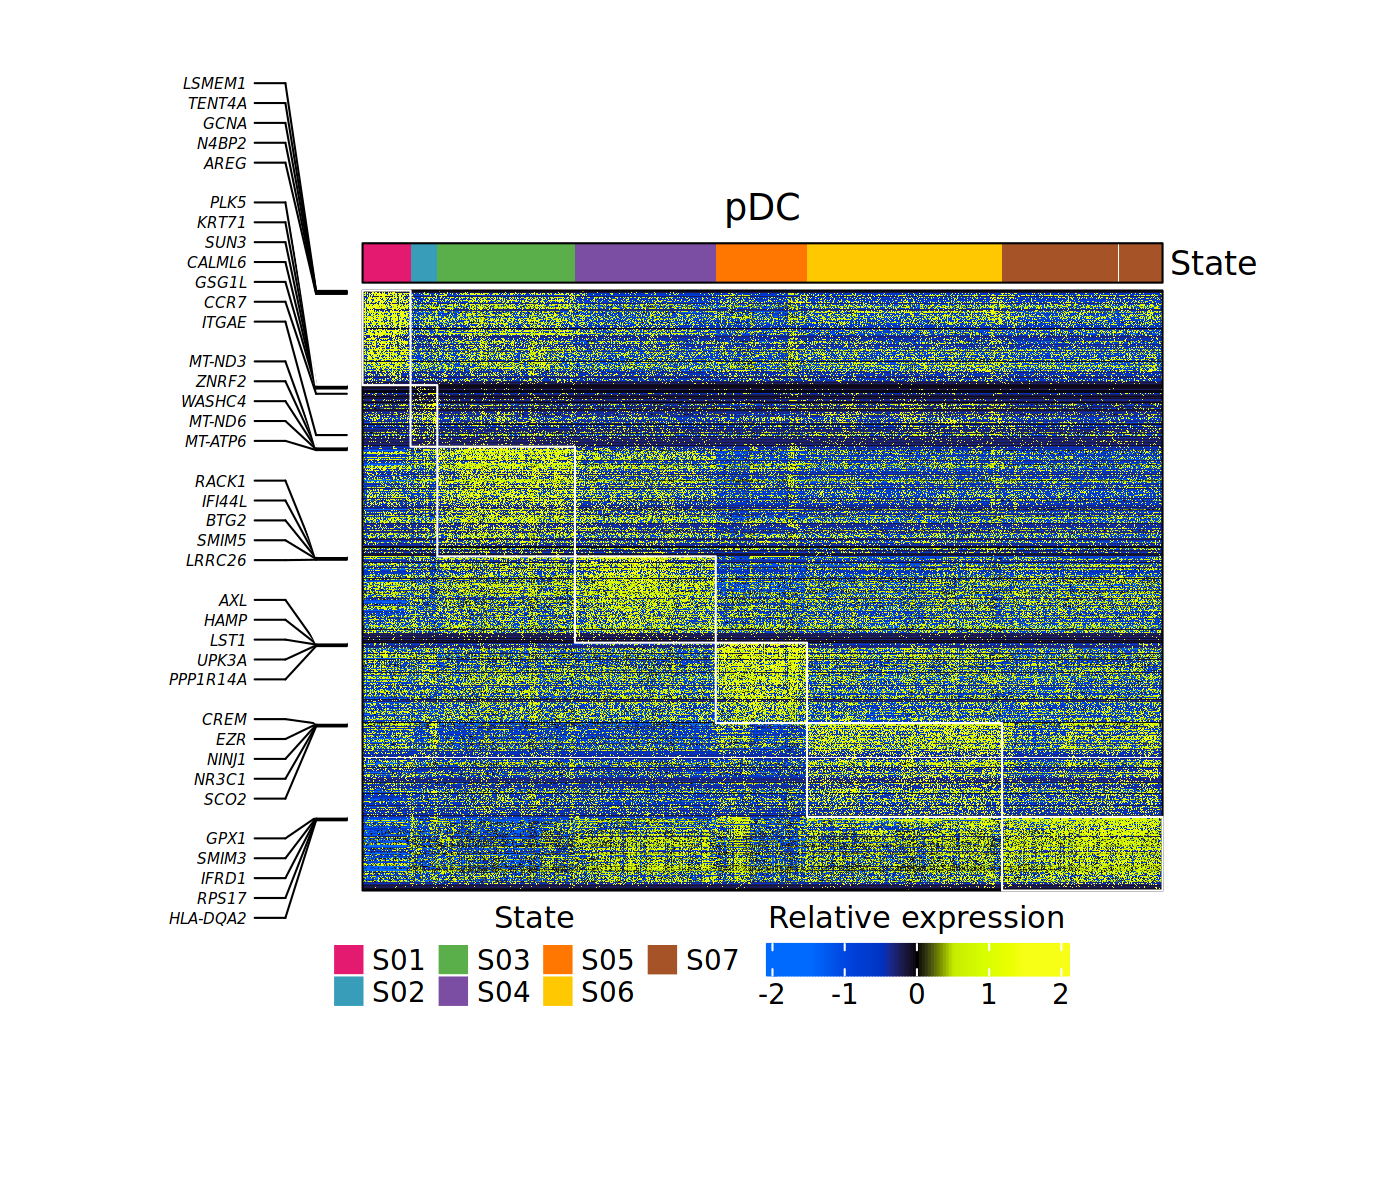 LSMEM1
TENT4A
GCNA
N4BP2
AREG
PLK5
KRT71
SUN3
CALML6
GSG1L
CCR7
ITGAE
MT-ND3
ZNRF2
WASHC4
MT-ND6
MT-ATP6
RACK1
IFI44L
BTG2
SMIM5
LRRC26
AXL
HAMP
LST1
UPK3A
PPP1R14A
CREM
EZR
NINJ1
NR3C1
SCO2
GPX1
SMIM3
IFRD1
RPS17
HLA-DQA2
pDC
State
State
S01 S03 S05 S07
S02 S04 S06
Relative expression
-2 -1 0 1 2